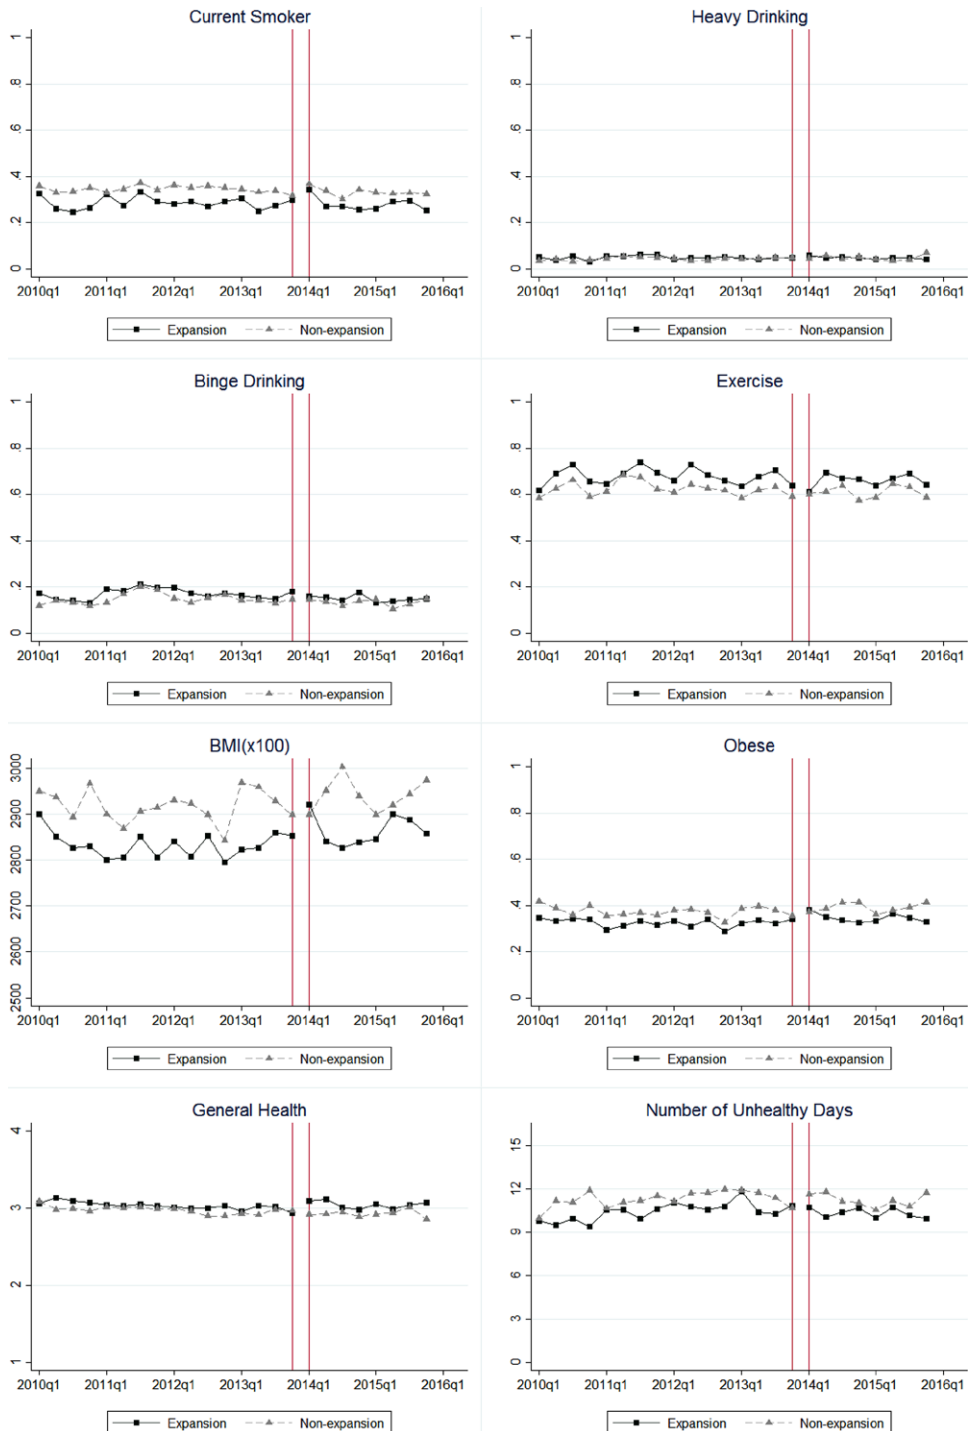 Current Smoker
1
.8
.6
.4
.2
0
2010q1 2011q1 2012q1 2013q1 2014q1 2015q1 2016q1
Expansion Non-expansion
Heavy Drinking
1
.8
.6
.4
.2
0
2010q1 2011q1 2012q1 2013q1 2014q1 2015q1 2016q1
Expansion Non-expansion
Binge Drinking
1
.8
.6
.4
.2
0
2010q1 2011q1 2012q1 2013q1 2014q1 2015q1 2016q1
Expansion Non-expansion
Exercise
1
.8
.6
.4
.2
0
2010q1 2011q1 2012q1 2013q1 2014q1 2015q1 2016q1
Expansion Non-expansion
BMI(x100)
3000
2900
2800
2700
2600
2500
2010q1 2011q1 2012q1 2013q1 2014q1 2015q1 2016q1
Expansion Non-expansion
Obese
1
.8
.6
.4
.2
0
2010q1 2011q1 2012q1 2013q1 2014q1 2015q1 2016q1
Expansion Non-expansion
General Health
4
3
2
1
2010q1 2011q1 2012q1 2013q1 2014q1 2015q1 2016q1
Expansion Non-expansion
Number of Unhealthy Days
15
12
9
6
3
0
2010q1 2011q1 2012q1 2013q1 2014q1 2015q1 2016q1
Expansion Non-expansion